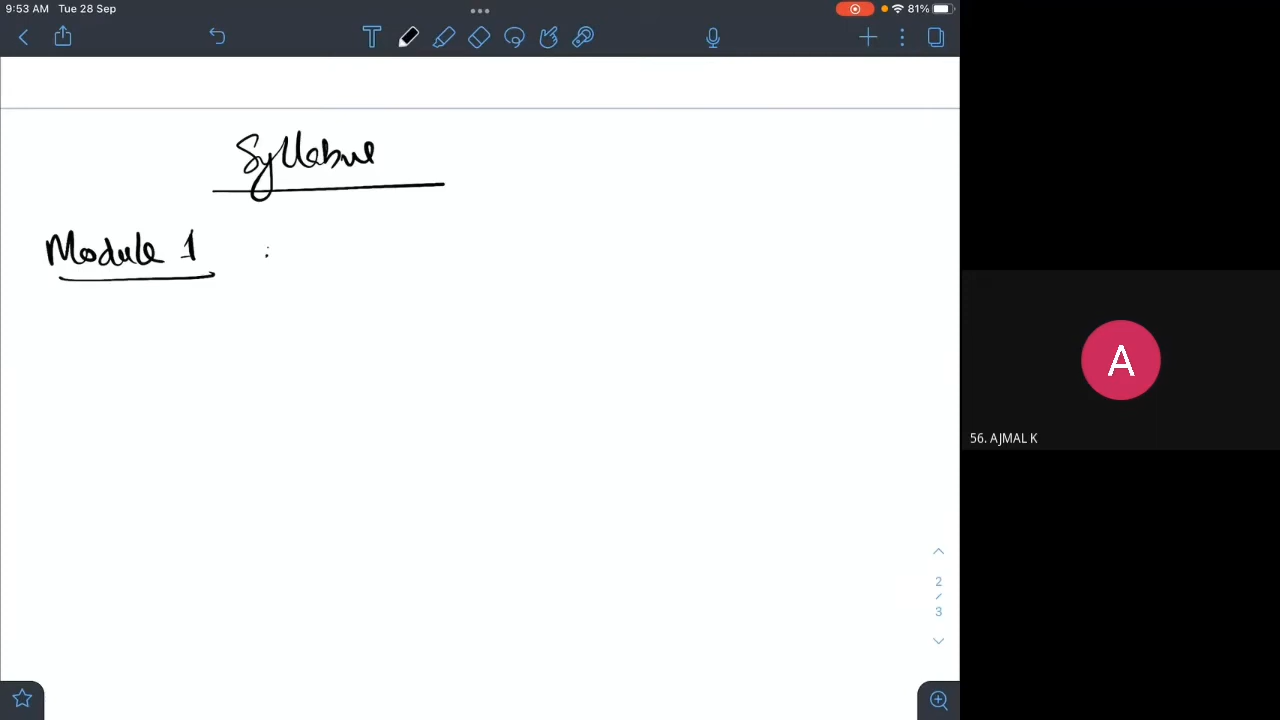 9:53 AM Tue 28 Sep
81%
T
Syllabus
Module 1 :
2
/
3
A
56. AJMAL K